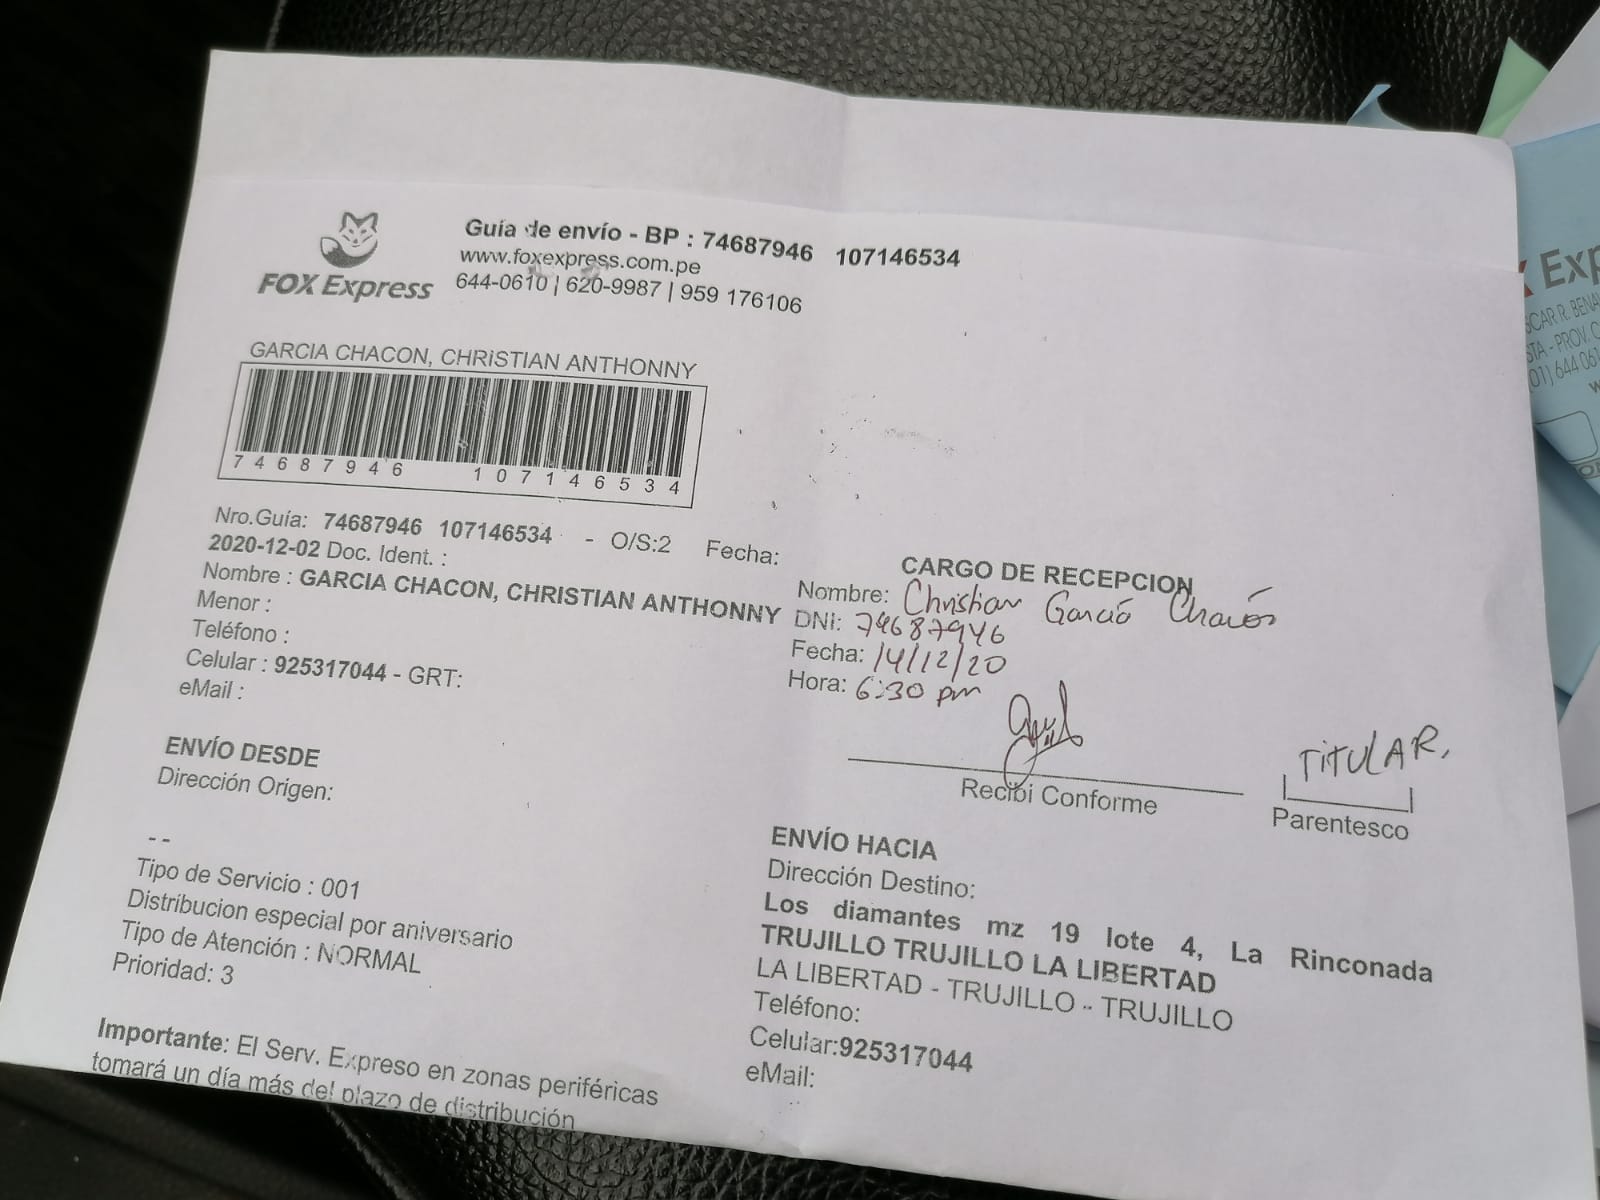 FOX Express
Guía de envío - BP : 74687946 107146534
www.foxexpress.com.pe
644-0610 | 620-9987 | 959 176106
GARCIA CHACON, CHRISTIAN ANTHONNY
74687946 107146534
Nro.Guía: 74687946 107146534 - O/S:2 Fecha:
2020-12-02 Doc. Ident. :
Nombre : GARCIA CHACON, CHRISTIAN ANTHONNY
Menor :
Teléfono :
Celular : 925317044 - GRT:
eMail :
CARGO DE RECEPCION
Nombre: Christian García Chacón
DNI: 74687946
Fecha: 14/12/20
Hora: 6:30 pm
Recibi Conforme
TITULAR.
Parentesco
ENVÍO DESDE
Dirección Origen:
- -
Tipo de Servicio : 001
Distribucion especial por aniversario
Tipo de Atención : NORMAL
Prioridad: 3
Importante: El Serv. Expreso en zonas periféricas
tomará un día más del plazo de distribución
ENVÍO HACIA
Dirección Destino:
Los diamantes mz 19 lote 4, La Rinconada
TRUJILLO TRUJILLO LA LIBERTAD
LA LIBERTAD - TRUJILLO - TRUJILLO
Teléfono:
Celular:925317044
eMail: